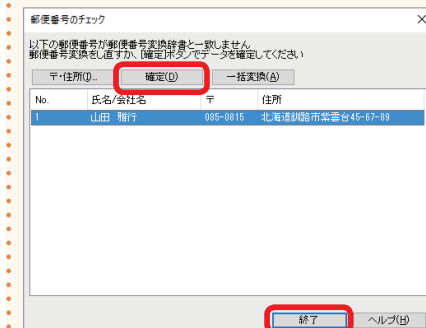 郵便番号のチェック
以下の郵便番号が郵便番号変換辞書と一致しません
郵便番号変換をし直すか、[確定]ボタンでデータを確定してください
〒・住所(J)... 確定(D) 一括変換(A)
No. 氏名/会社名 〒 住所
1 山田 雅行 085-0815 北海道釧路市紫雲台45-67-89
終了 ヘルプ(H)